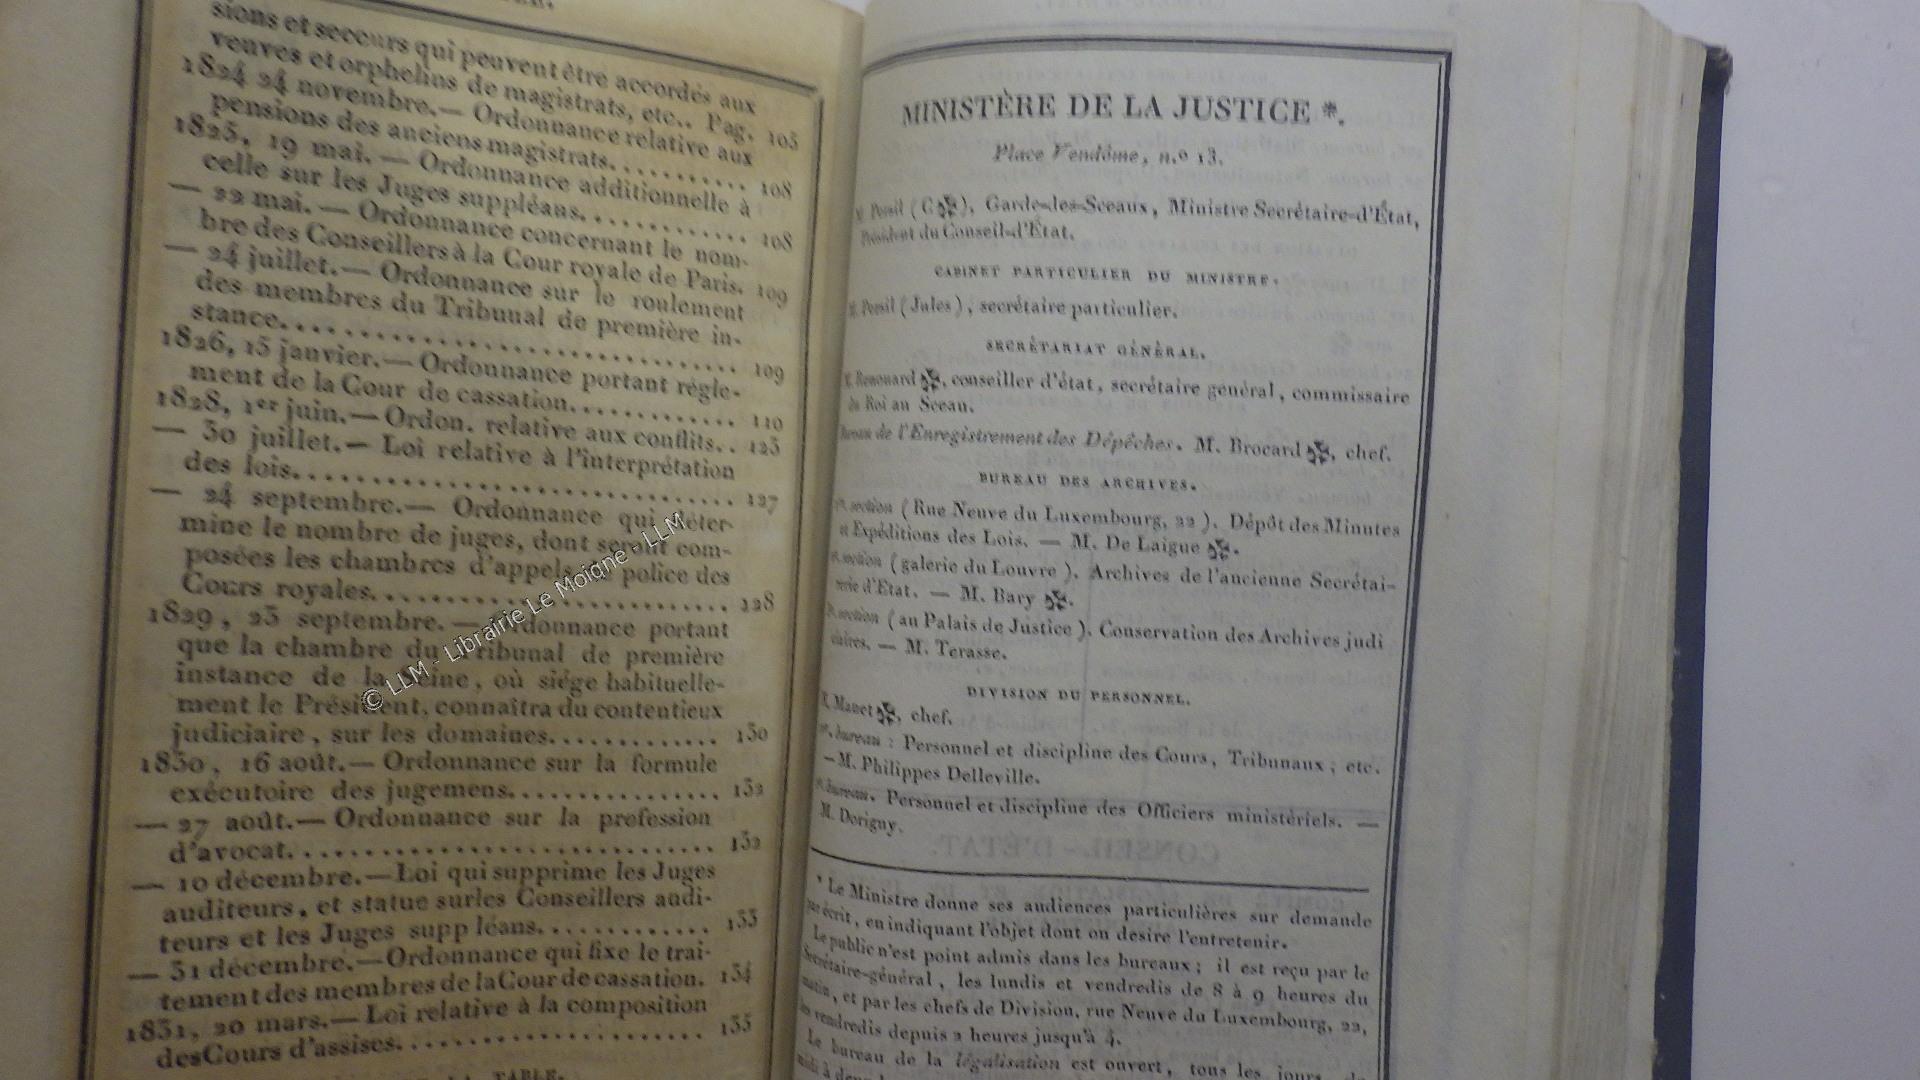 sions et secours qui peuvent être accordés aux
veuves et orphelins de magistrats, etc.. Pag. 105
1824 24 novembre.— Ordonnance relative aux
pensions des anciens magistrats........... 108
1825, 19 mai. — Ordonnance additionnelle à
celle sur les Juges suppléans............ 108
— 22 mai. — Ordonnance concernant le nom-
bre des Conseillers à la Cour royale de Paris. 109
— 24 juillet.— Ordonnance sur le roulement
des membres du Tribunal de première in-
stance............................ 109
1826, 15 janvier.— Ordonnance portant régle-
ment de la Cour de cassation............ 110
1828, 1er juin.— Ordon. relative aux conflits.. 125
— 30 juillet.— Loi relative à l'interprétation
des lois............................. 127
— 24 septembre.— Ordonnance qui déter-
mine le nombre de juges, dont seront com-
posées les chambres d'appels de police des
Cours royales....................... 128
1829, 23 septembre. — Ordonnance portant
que la chambre du Tribunal de première
instance de la Seine, où siége habituelle-
ment le Président, connaîtra du contentieux
judiciaire, sur les domaines............ 130
1830, 16 août.— Ordonnance sur la formule
exécutoire des jugemens............... 132
— 27 août.— Ordonnance sur la profession
d'avocat............................ 132
— 10 décembre.— Loi qui supprime les Juges
auditeurs, et statue sur les Conseillers audi-
teurs et les Juges suppléans............ 133
— 31 décembre.— Ordonnance qui fixe le trai-
tement des membres de la Cour de cassation. 134
1831, 20 mars.— Loi relative à la composition
des Cours d'assises................... 135
TABLE.
MINISTÈRE DE LA JUSTICE *.
Place Vendôme, n.º 13.
Persil (C✠), Garde-des-Sceaux, Ministre Secrétaire-d'État,
Président du Conseil-d'État.
CABINET PARTICULIER DU MINISTRE.
Persil (Jules), secrétaire particulier.
SECRÉTARIAT GÉNÉRAL.
Renouard ✠, conseiller d'état, secrétaire général, commissaire
du Roi au Sceau.
Bureau de l'Enregistrement des Dépêches. M. Brocard ✠, chef.
BUREAU DES ARCHIVES.
section (Rue Neuve du Luxembourg, 22). Dépôt des Minutes
et Expéditions des Lois. — M. De Laigue ✠.
section (galerie du Louvre). Archives de l'ancienne Secrétai-
rerie d'État. — M. Bary ✠.
section (au Palais de Justice). Conservation des Archives judi
ciaires. — M. Terasse.
DIVISION DU PERSONNEL.
Manet ✠, chef.
bureau : Personnel et discipline des Cours, Tribunaux; etc.
— M. Philippes Delleville.
bureau. Personnel et discipline des Officiers ministériels. —
M. Dorigny.
* Le Ministre donne ses audiences particulières sur demande
par écrit, en indiquant l'objet dont on desire l'entretenir.
Le public n'est point admis dans les bureaux; il est reçu par le
Secrétaire-général, les lundis et vendredis de 8 à 9 heures du
matin, et par les chefs de Division, rue Neuve du Luxembourg, 22,
les vendredis depuis 2 heures jusqu'à 4.
Le bureau de la légalisation est ouvert, tous les jours, de
midi à
© LLM - Librairie Le Moigne - LLM